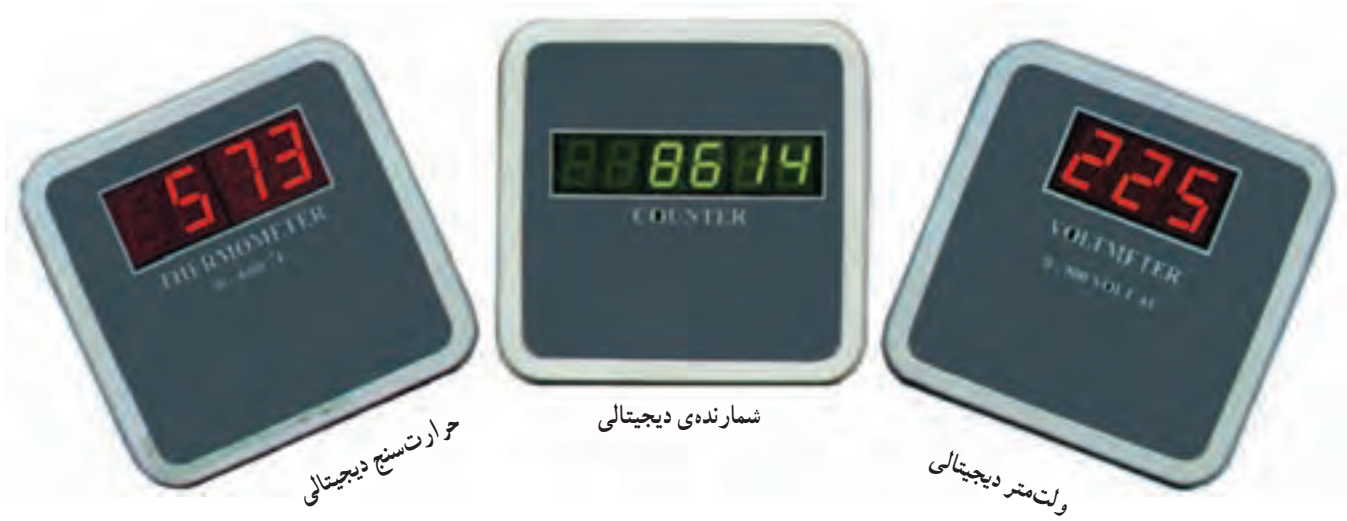 573
THERMOMETER
حرارت‌سنج دیجیتالی
8614
COUNTER
شمارنده‌ی دیجیتالی
225
VOLTMETER
ولت‌متر دیجیتالی